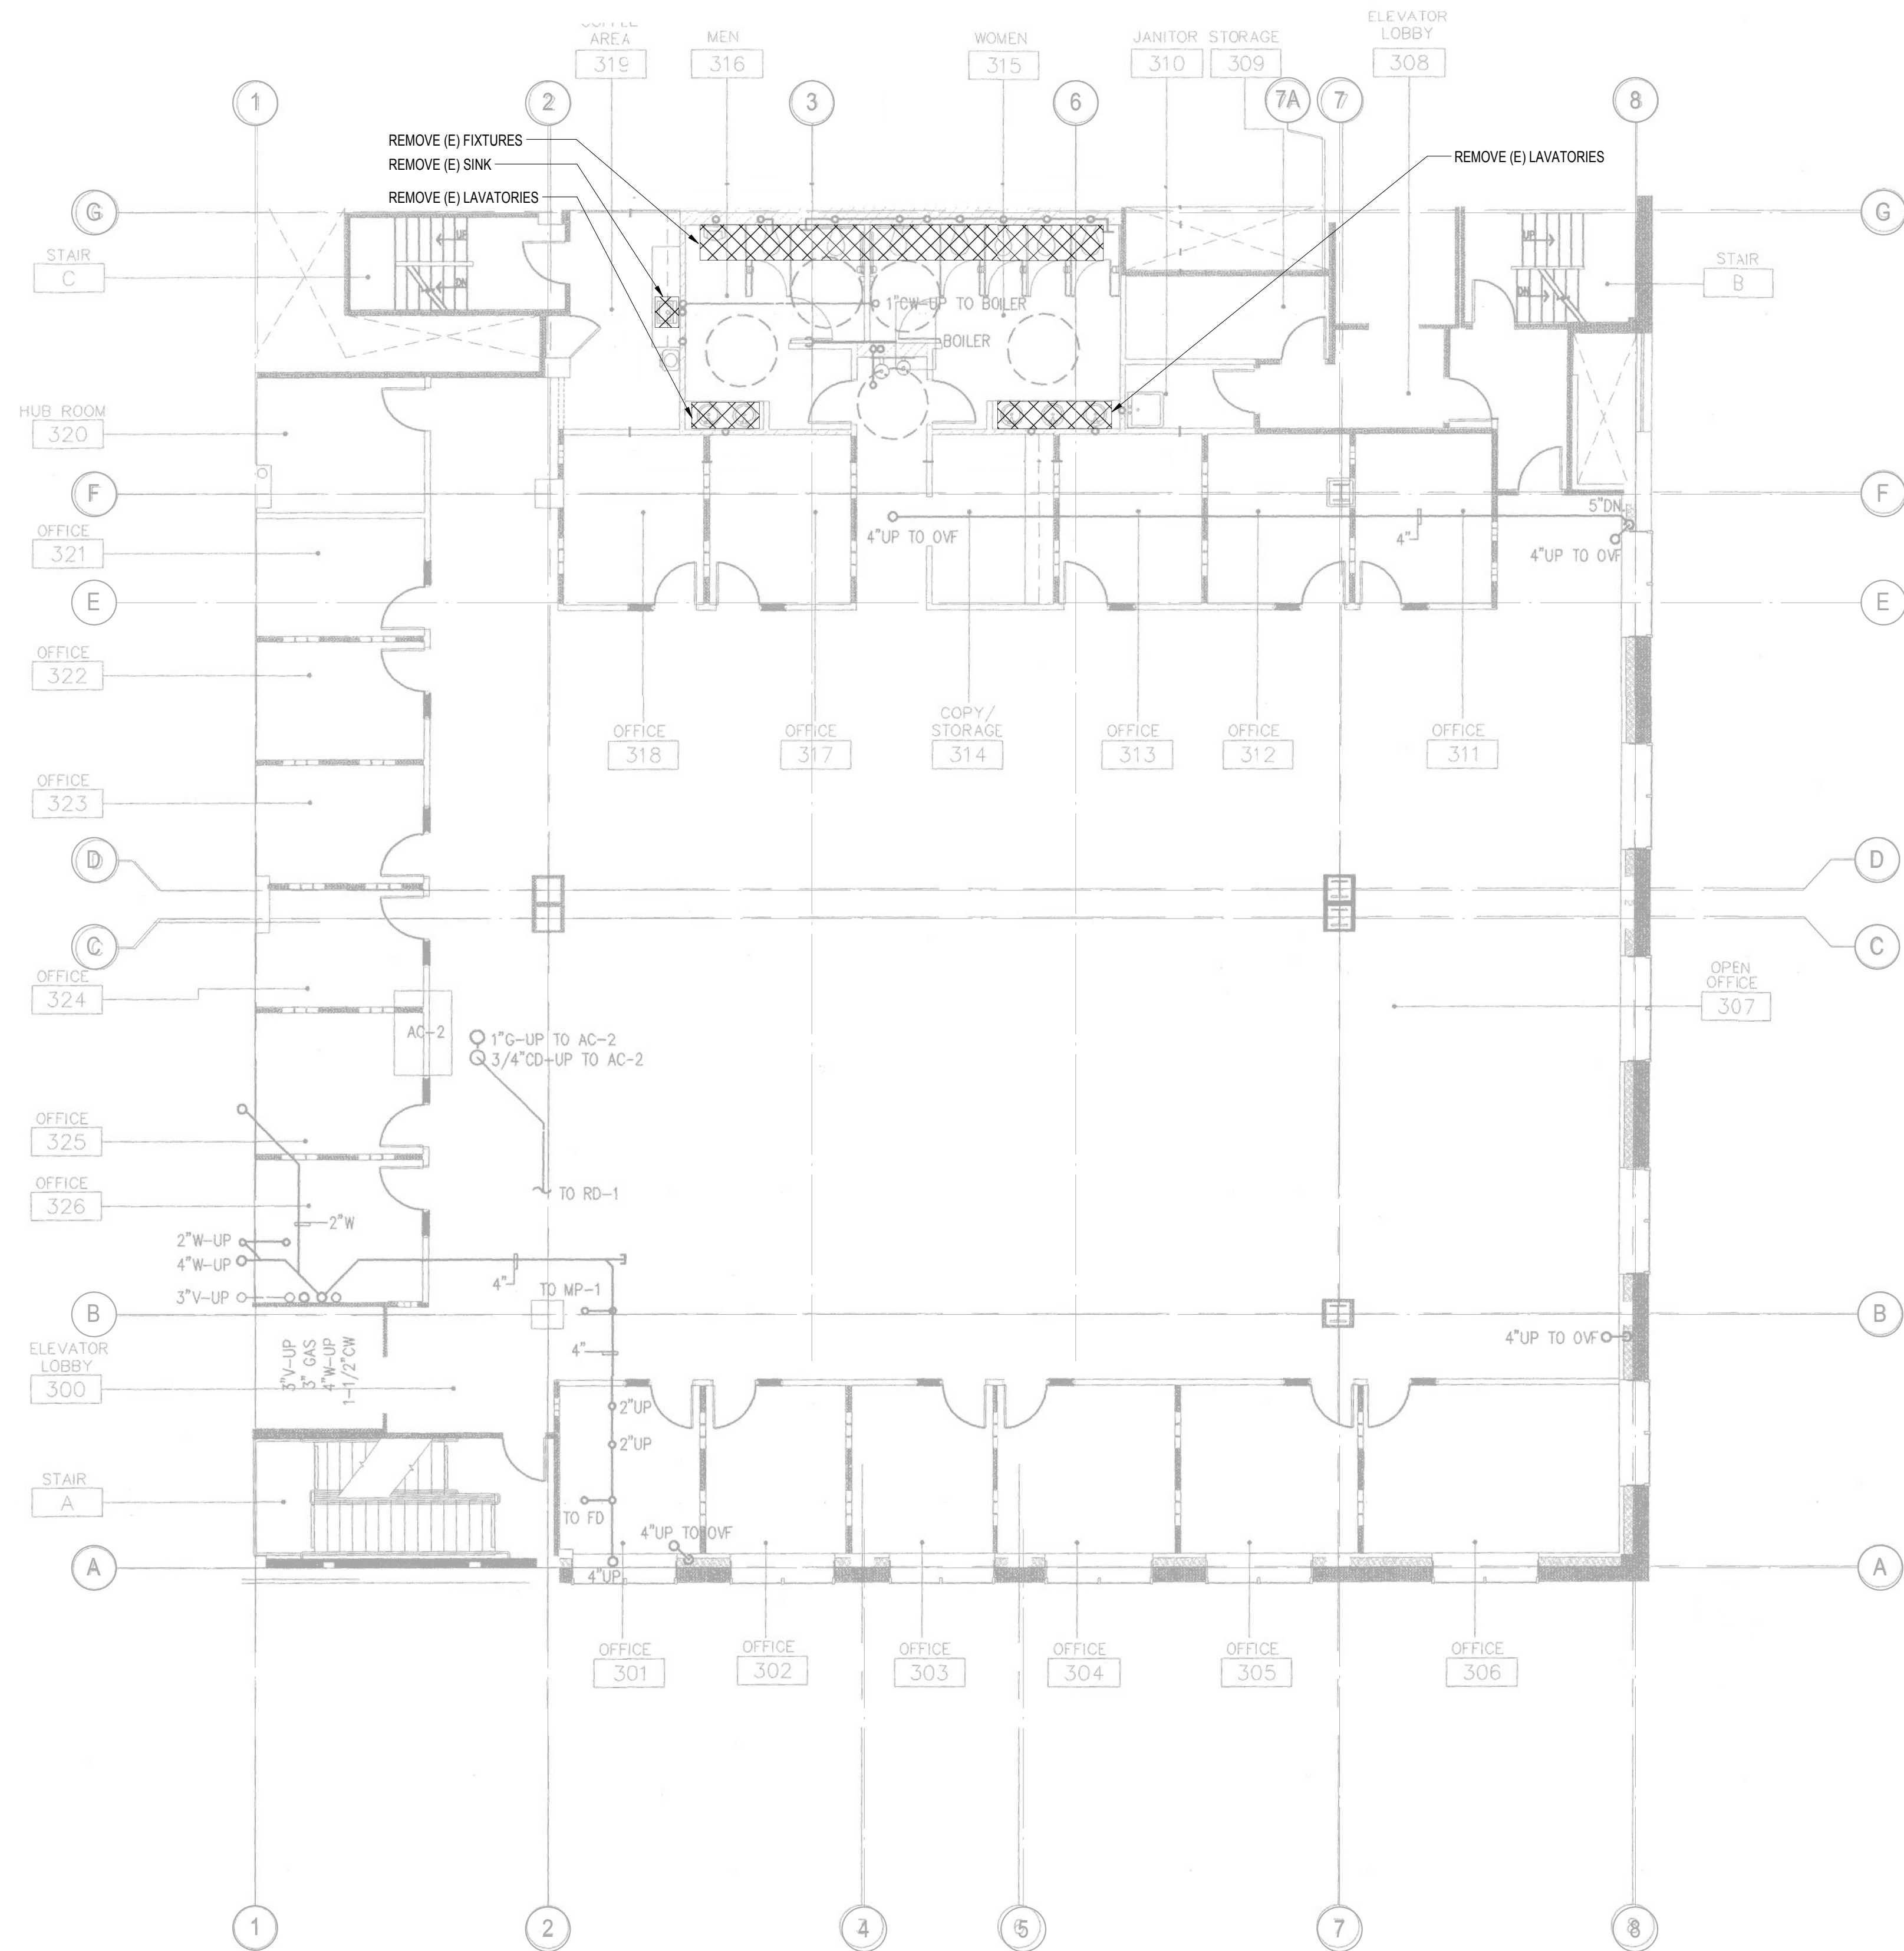 AREA
319
MEN
316
WOMEN
315
JANITOR
310
STORAGE
309
ELEVATOR
LOBBY
308
1
2
3
6
7A
7
8
REMOVE (E) FIXTURES
REMOVE (E) SINK
REMOVE (E) LAVATORIES
REMOVE (E) LAVATORIES
G
G
STAIR
C
UP
DN
UP
DN
STAIR
B
1"CW-UP TO BOILER
BOILER
HUB ROOM
320
F
F
5"DN
4"UP TO OVF
4"
4"UP TO OVF
OFFICE
321
E
E
OFFICE
322
OFFICE
318
OFFICE
317
COPY/
STORAGE
314
OFFICE
313
OFFICE
312
OFFICE
311
OFFICE
323
D
D
C
C
OFFICE
324
OPEN
OFFICE
307
AC-2
1"G-UP TO AC-2
3/4"CD-UP TO AC-2
OFFICE
325
OFFICE
326
TO RD-1
2"W
2"W-UP
4"W-UP
3"V-UP
4"
TO MP-1
B
B
4"UP TO OVF
4"
ELEVATOR
LOBBY
300
3"V-UP
3" GAS
4"W-UP
1-1/2"CW
2"UP
2"UP
STAIR
A
TO FD
4"UP TO OVF
4"UP
A
A
OFFICE
301
OFFICE
302
OFFICE
303
OFFICE
304
OFFICE
305
OFFICE
306
1
2
4
5
7
8